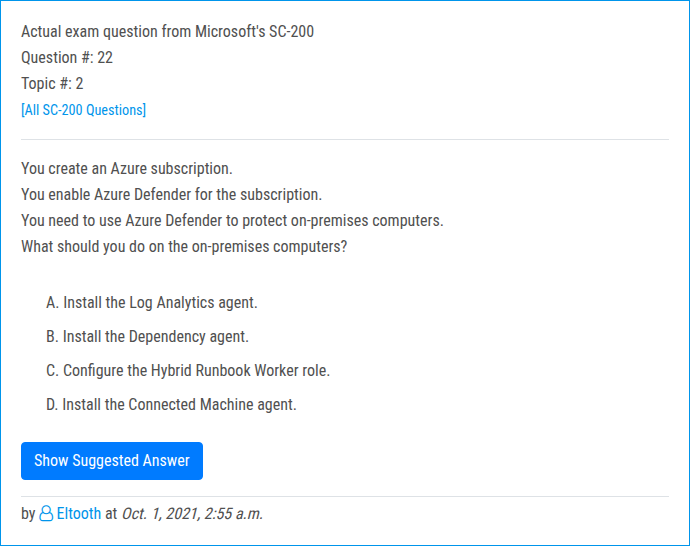 Actual exam question from Microsoft's SC-200
Question #: 22
Topic #: 2
[All SC-200 Questions]
You create an Azure subscription.
You enable Azure Defender for the subscription.
You need to use Azure Defender to protect on-premises computers.
What should you do on the on-premises computers?
A. Install the Log Analytics agent.
B. Install the Dependency agent.
C. Configure the Hybrid Runbook Worker role.
D. Install the Connected Machine agent.
Show Suggested Answer
by Eltooth at Oct. 1, 2021, 2:55 a.m.